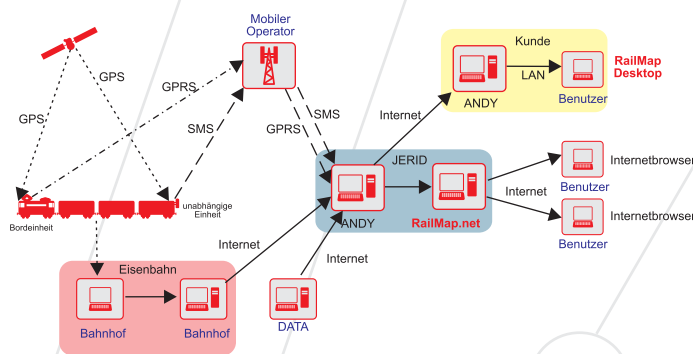 Mobiler
Operator
Kunde
RailMap
Desktop
GPS
GPRS
GPS
LAN
ANDY
Benutzer
SMS
GPRS
SMS
Internet
JERID
Internetbrowser
Benutzer
Internet
unabhängige
Einheit
Bordeinheit
ANDY
RailMap.net
Internetbrowser
Benutzer
Internet
Internet
Eisenbahn
Bahnhof
Bahnhof
DATA